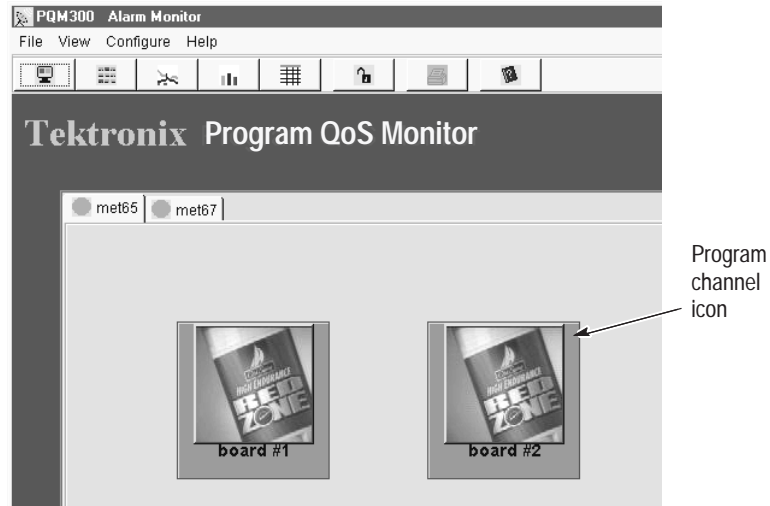 PQM300 Alarm Monitor
File View Configure Help
Tektronix Program QoS Monitor
met65 met67
Program
channel
icon
HIGH ENDURANCE
RED
ZONE
board #1
HIGH ENDURANCE
RED
ZONE
board #2